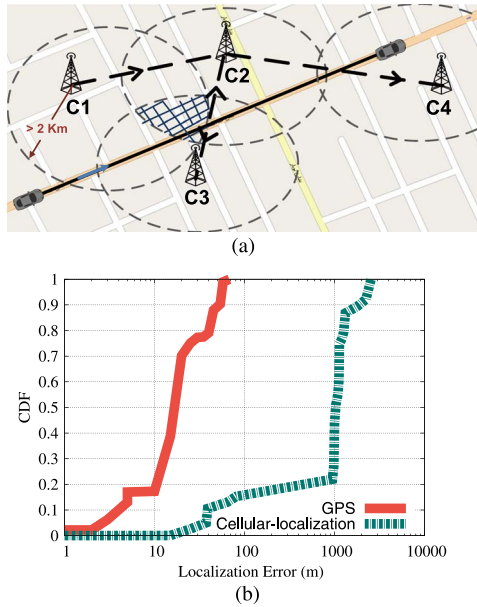 C1
C2
C4
> 2 Km
C3
(a)
1
0.9
0.8
0.7
0.6
0.5
0.4
0.3
0.2
0.1
0
CDF
GPS
Cellular-localization
1 10 100 1000 10000
Localization Error (m)
(b)